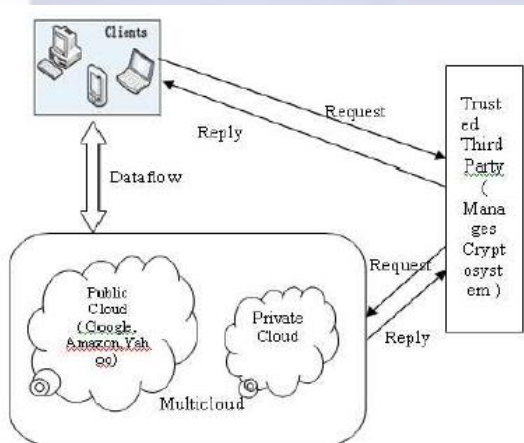 Clients
Request
Reply
Dataflow
Trust
ed
Third
Party
(
Mana
ges
Crypt
osyst
em )
Public
Cloud
(Google,
Amazon,Yah
oo)
Private
Cloud
Multicloud
Request
Reply